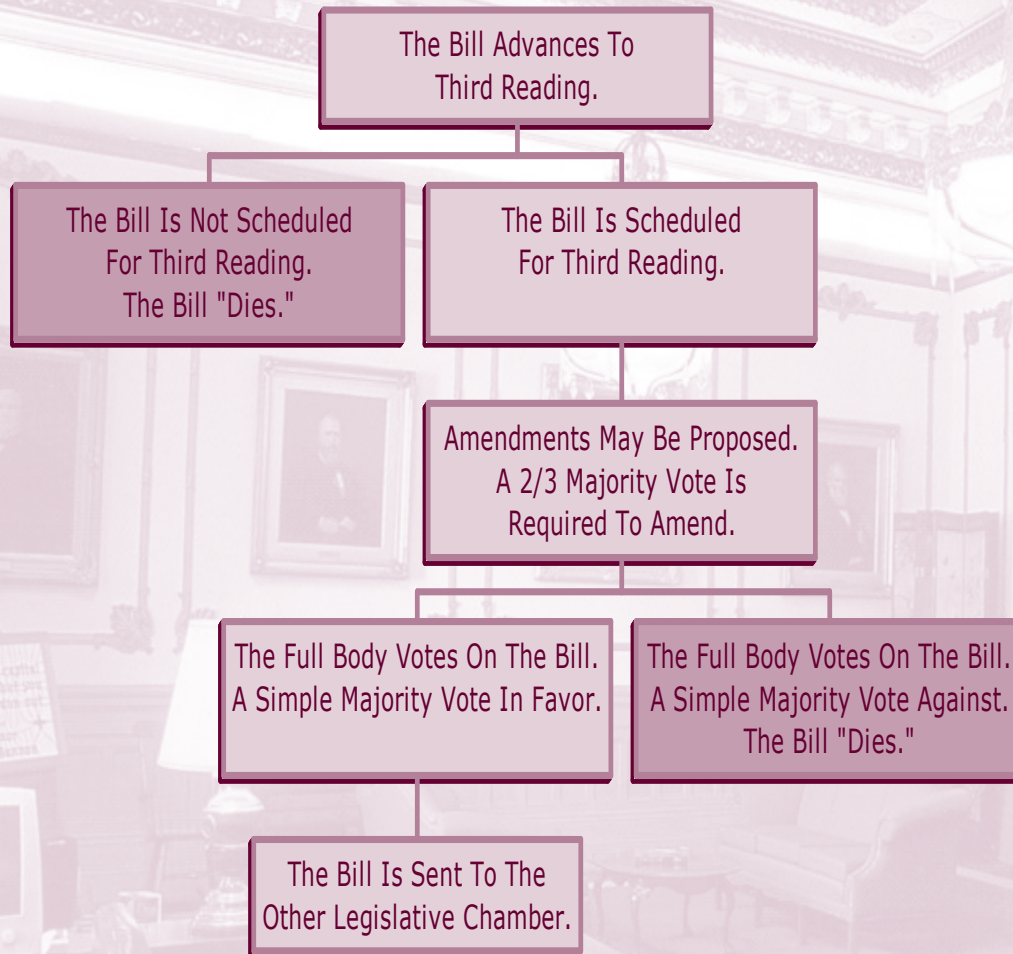 The Bill Advances To
Third Reading.
The Bill Is Not Scheduled
For Third Reading.
The Bill "Dies."
The Bill Is Scheduled
For Third Reading.
Amendments May Be Proposed.
A 2/3 Majority Vote Is
Required To Amend.
The Full Body Votes On The Bill.
A Simple Majority Vote In Favor.
The Full Body Votes On The Bill.
A Simple Majority Vote Against.
The Bill "Dies."
The Bill Is Sent To The
Other Legislative Chamber.